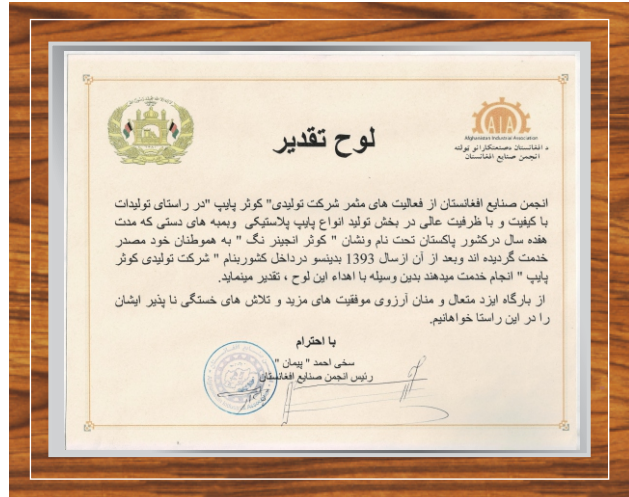 Afghanistan Industrial Association
د افغانستان دصنعتکارانو ټولنه
انجمن صنایع افغانستان
لوح تقدیر
انجمن صنایع افغانستان از فعالیت های مثمر شرکت تولیدی" کوثر پایپ "در راستای تولیدات
با کیفیت و با ظرفیت عالی در بخش تولید انواع پایپ پلاستیکی وبمبه های دستی که مدت
هفده سال درکشور پاکستان تحت نام ونشان " کوثر انجینر نگ " به هموطنان خود مصدر
خدمت گردیده اند وبعد از آن ازسال 1393 بدینسو درداخل کشوربنام " شرکت تولیدی کوثر
پایپ " انجام خدمت میدهند بدین وسیله با اهداء این لوح ، تقدیر مینماید.
از بارگاه ایزد متعال و منان آرزوی موفقیت های مزید و تلاش های خستگی نا پذیر ایشان
را در این راستا خواهانیم.
با احترام
سخی احمد " پیمان "
رئیس انجمن صنایع افغانستان